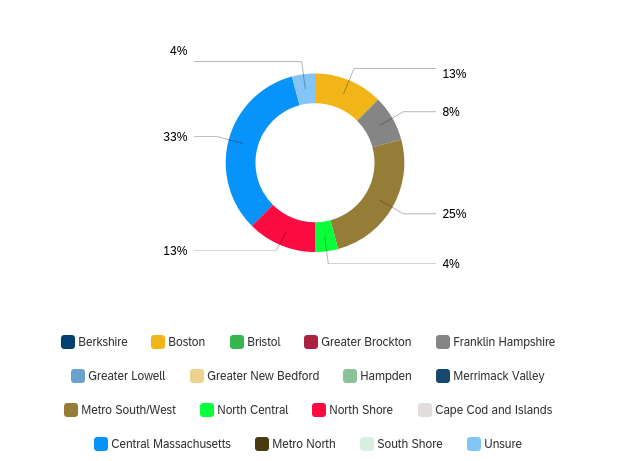 4%
13%
8%
33%
25%
13%
4%
Berkshire Boston Bristol Greater Brockton Franklin Hampshire
Greater Lowell Greater New Bedford Hampden Merrimack Valley
Metro South/West North Central North Shore Cape Cod and Islands
Central Massachusetts Metro North South Shore Unsure